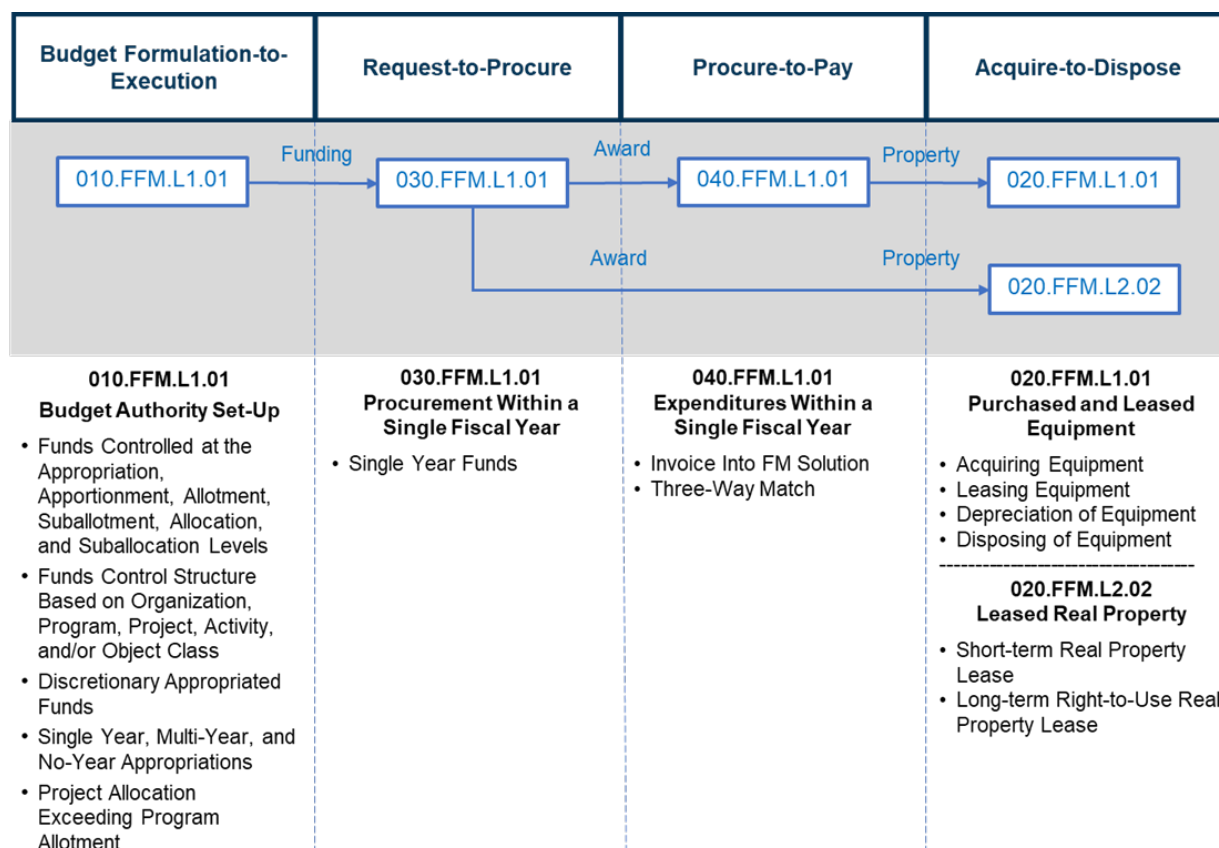 Budget Formulation-to-
Execution
Request-to-Procure
Procure-to-Pay
Acquire-to-Dispose
Funding
Award
Property
010.FFM.L1.01
030.FFM.L1.01
040.FFM.L1.01
020.FFM.L1.01
Award
Property
020.FFM.L2.02
010.FFM.L1.01
Budget Authority Set-Up
• Funds Controlled at the
Appropriation,
Apportionment, Allotment,
Suballotment, Allocation,
and Suballocation Levels
• Funds Control Structure
Based on Organization,
Program, Project, Activity,
and/or Object Class
• Discretionary Appropriated
Funds
• Single Year, Multi-Year, and
No-Year Appropriations
• Project Allocation
Exceeding Program
Allotment
030.FFM.L1.01
Procurement Within a
Single Fiscal Year
• Single Year Funds
040.FFM.L1.01
Expenditures Within a
Single Fiscal Year
• Invoice Into FM Solution
• Three-Way Match
020.FFM.L1.01
Purchased and Leased
Equipment
• Acquiring Equipment
• Leasing Equipment
• Depreciation of Equipment
• Disposing of Equipment
020.FFM.L2.02
Leased Real Property
• Short-term Real Property
Lease
• Long-term Right-to-Use Real
Property Lease